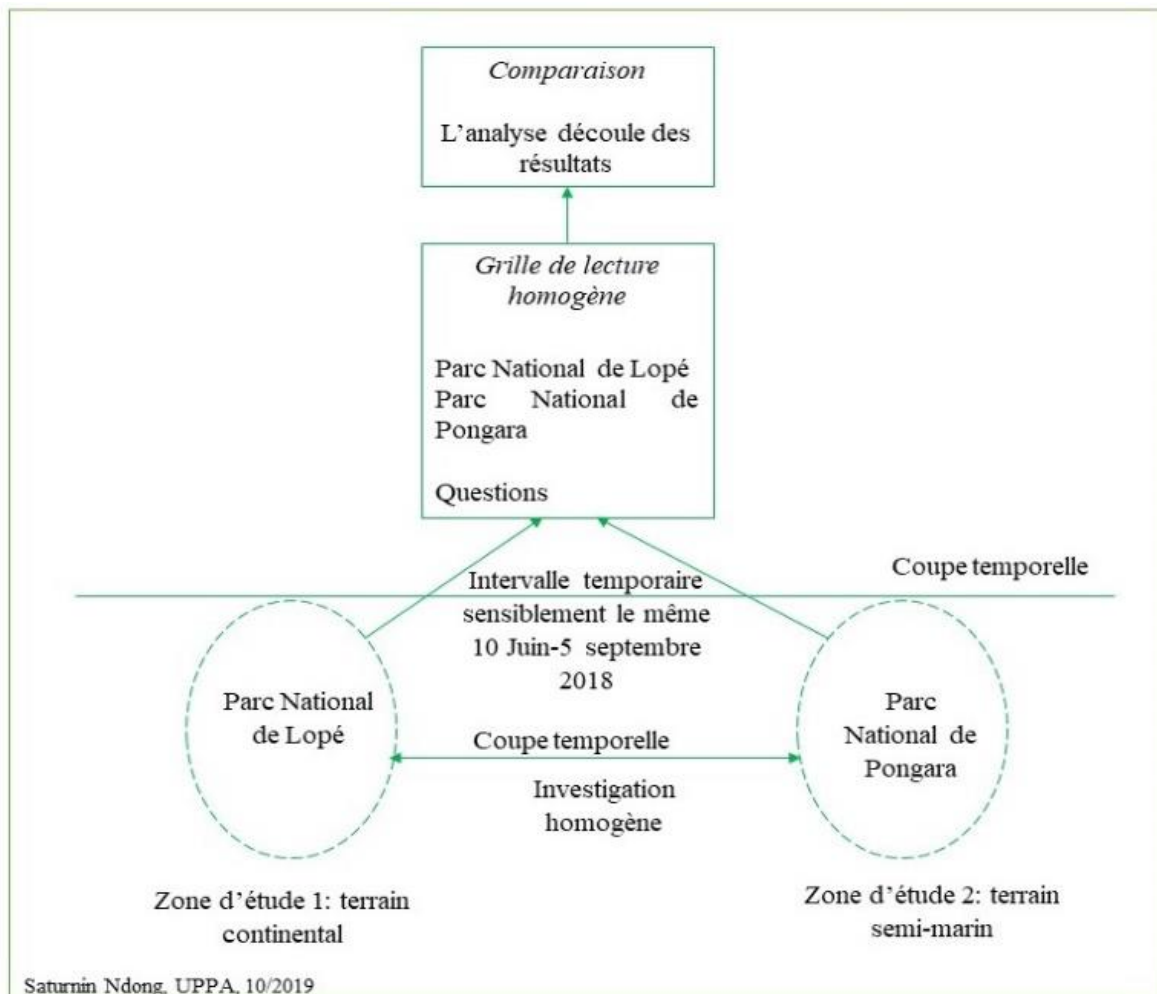 Comparaison
L'analyse découle des
résultats
Grille de lecture
homogène
Parc National de Lopé
Parc National de
Pongara
Questions
Coupe temporelle
Intervalle temporaire
sensiblement le même
10 Juin-5 septembre
2018
Parc National
de Lopé
Coupe temporelle
Investigation
homogène
Parc
National de
Pongara
Zone d'étude 1: terrain
continental
Zone d'étude 2: terrain
semi-marin
Saturnin Ndong, UPPA, 10/2019